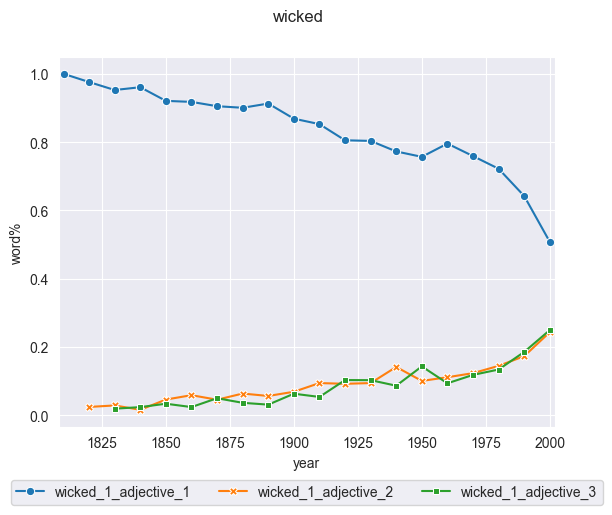 wicked
1.0
0.8
0.6
0.4
0.2
0.0
word%
1825 1850 1875 1900 1925 1950 1975 2000
year
wicked_1_adjective_1 wicked_1_adjective_2 wicked_1_adjective_3